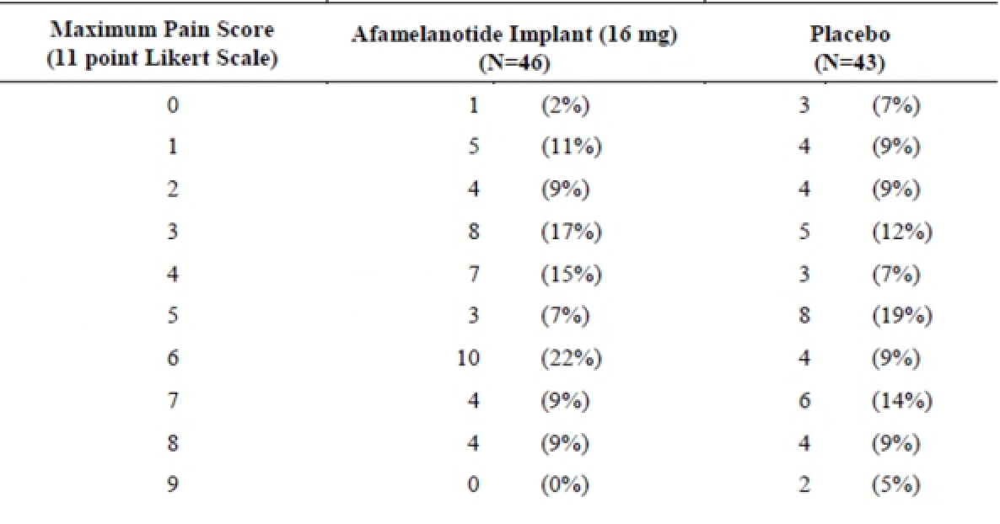 Maximum Pain Score
(11 point Likert Scale)
Afamelanotide Implant (16 mg)
(N=46)
Placebo
(N=43)
0 1 (2%) 3 (7%)
1 5 (11%) 4 (9%)
2 4 (9%) 4 (9%)
3 8 (17%) 5 (12%)
4 7 (15%) 3 (7%)
5 3 (7%) 8 (19%)
6 10 (22%) 4 (9%)
7 4 (9%) 6 (14%)
8 4 (9%) 4 (9%)
9 0 (0%) 2 (5%)